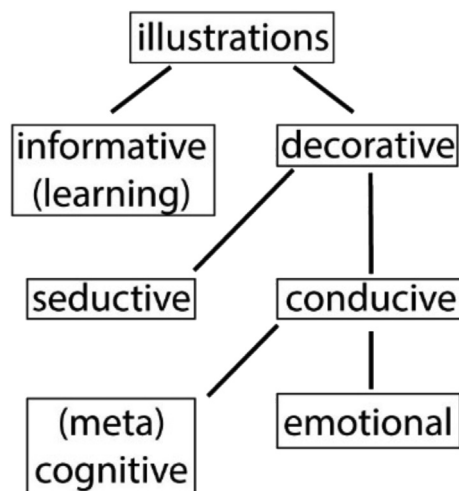 illustrations
informative
(learning)
decorative
seductive
conducive
(meta)
cognitive
emotional